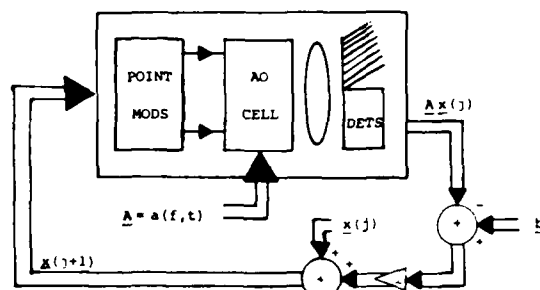 POINT
MODS
AO
CELL
DETS
A x(j)
A = a(f,t)
x(j)
-
+
+
b
+ +
+
x(j+1)